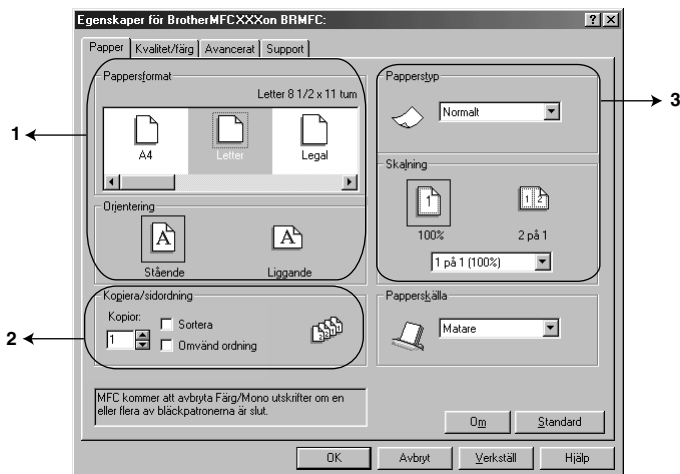 Egenskaper för BrotherMFCXXXon BRMFC:
Papper Kvalitet/färg Avancerat Support
Pappersformat
Letter 8 1/2 x 11 tum
A4 Letter Legal
1
Orientering
Stående Liggande
Kopiera/sidordning
Kopior:
1
Sortera
Omvänd ordning
2
Papperstyp
Normalt
3
Skalning
100% 2 på 1
1 på 1 (100%)
Papperskälla
Matare
MFC kommer att avbryta Färg/Mono utskrifter om en
eller flera av bläckpatronerna är slut.
Om Standard
OK Avbryt Verkställ Hjälp